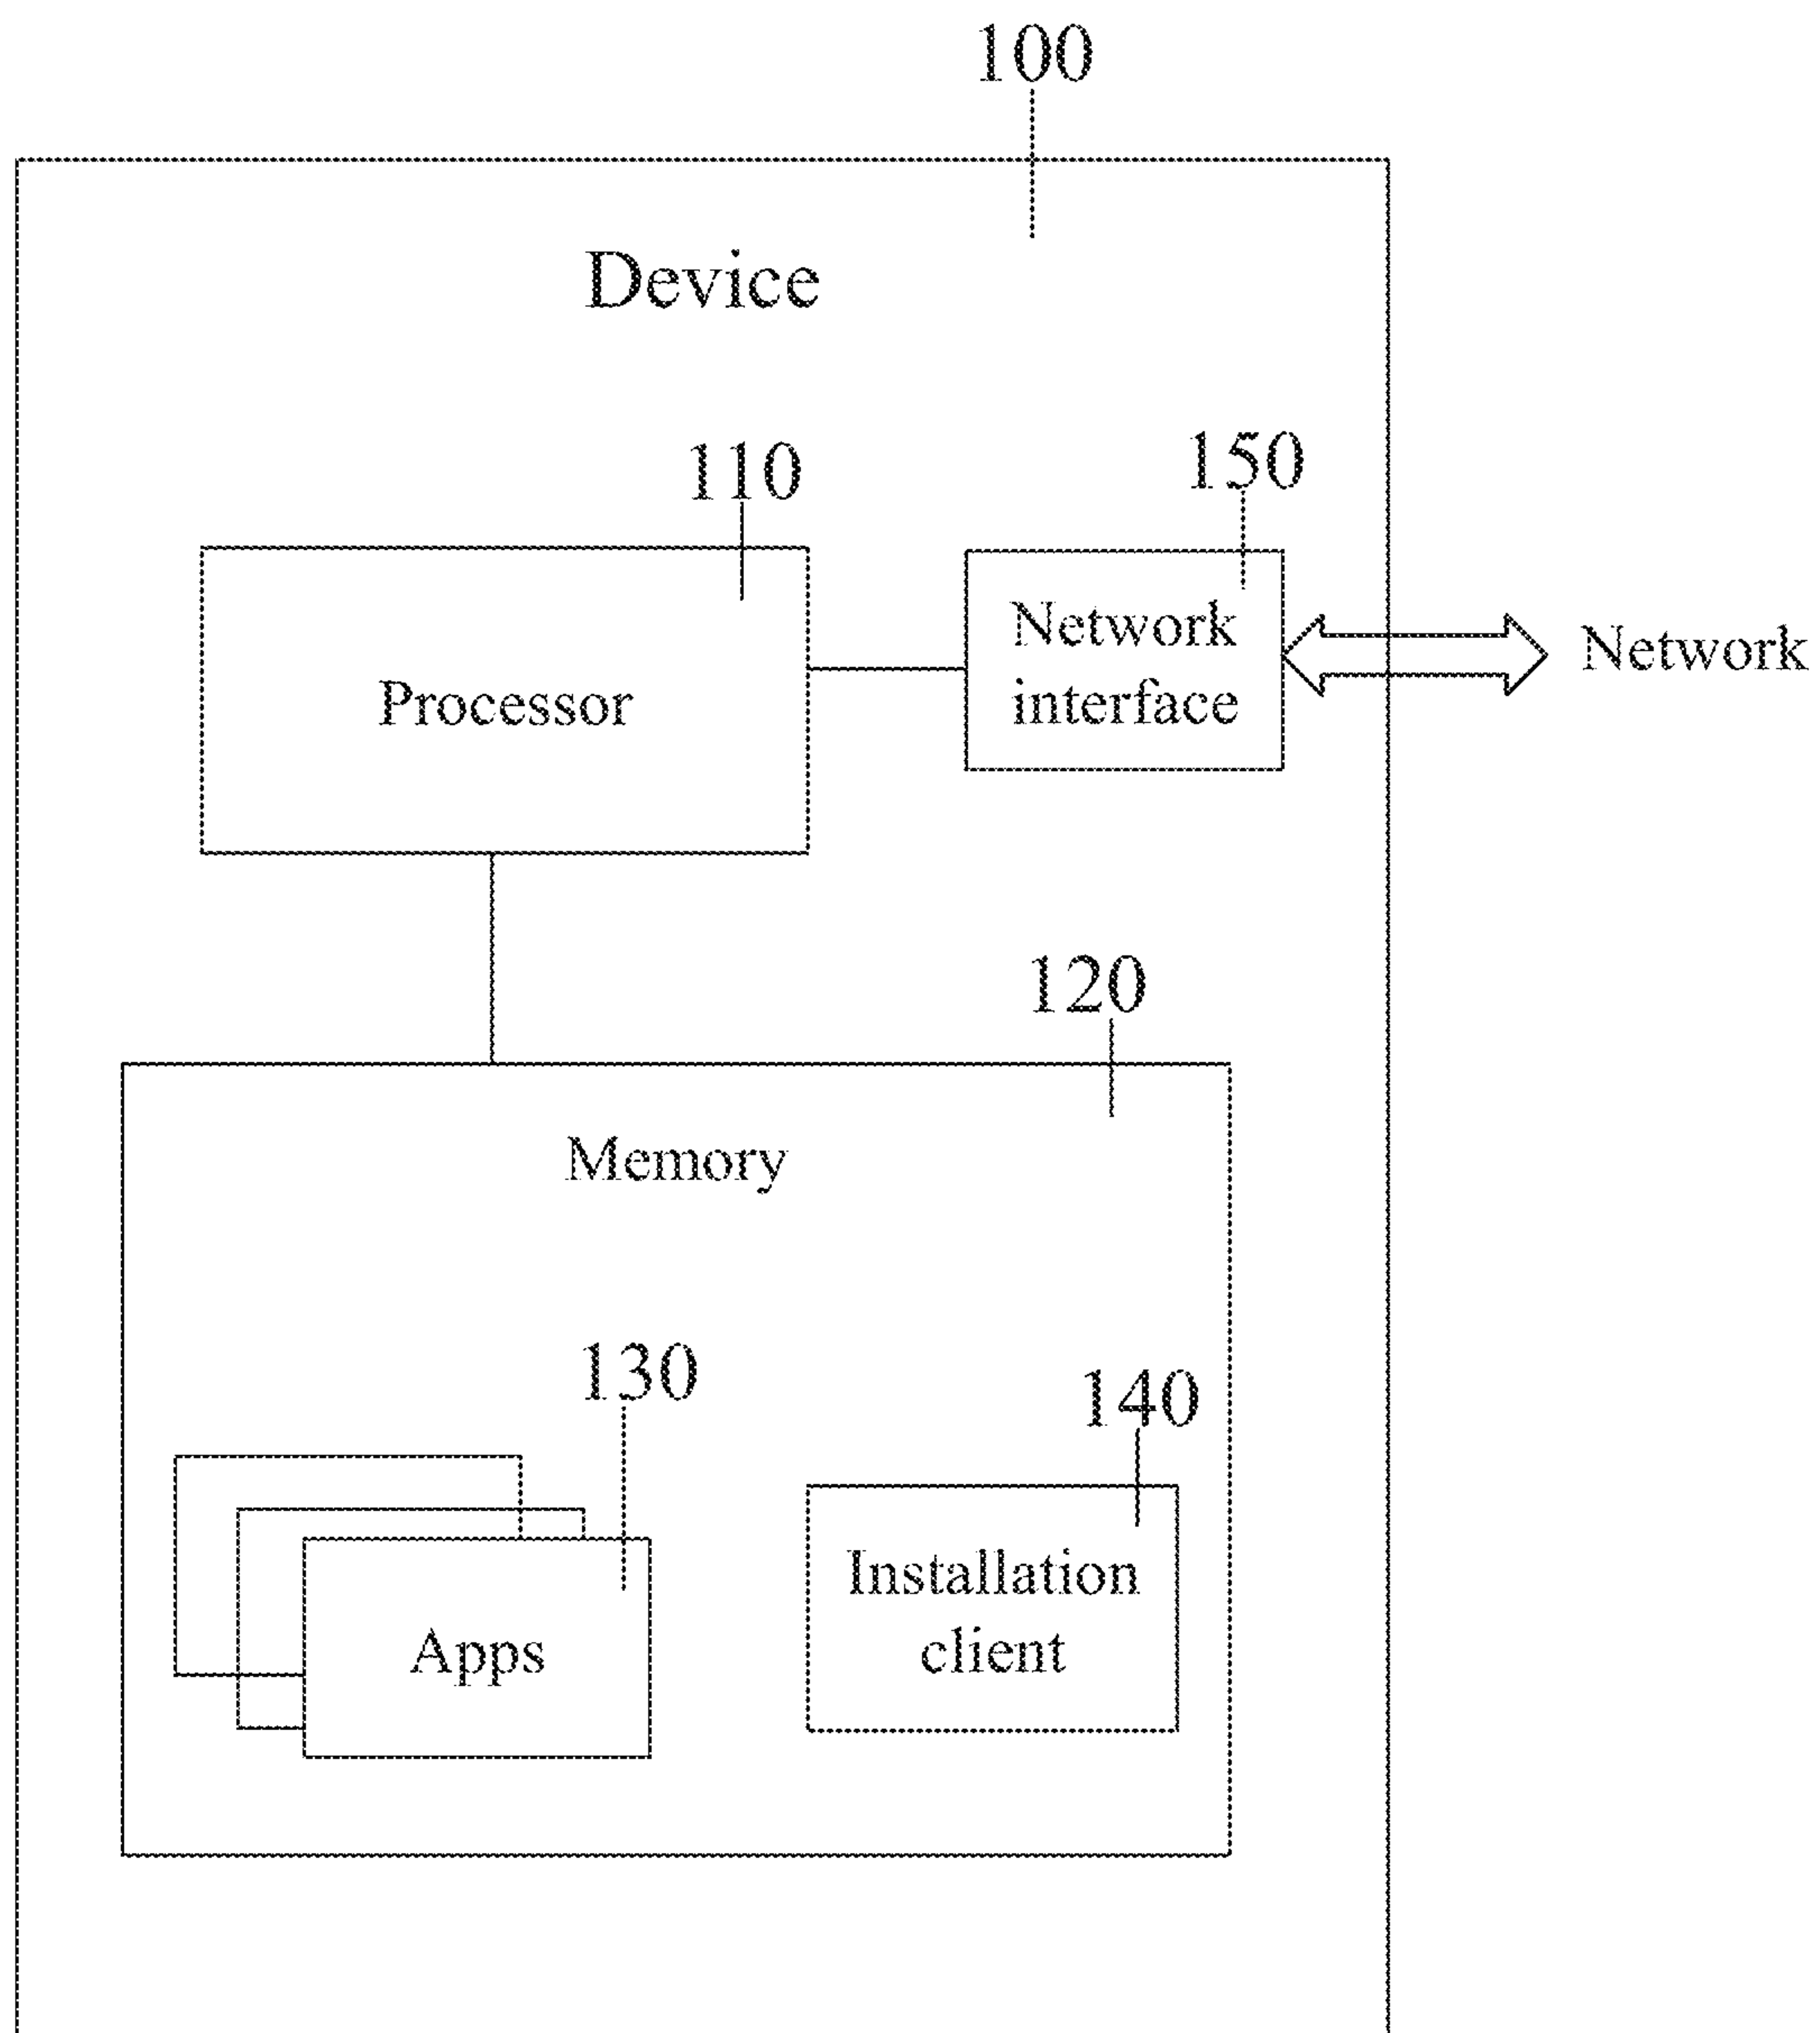 100
Device
110
150
Processor
Network
interface
Network
120
Memory
130
140
Apps
Installation
client